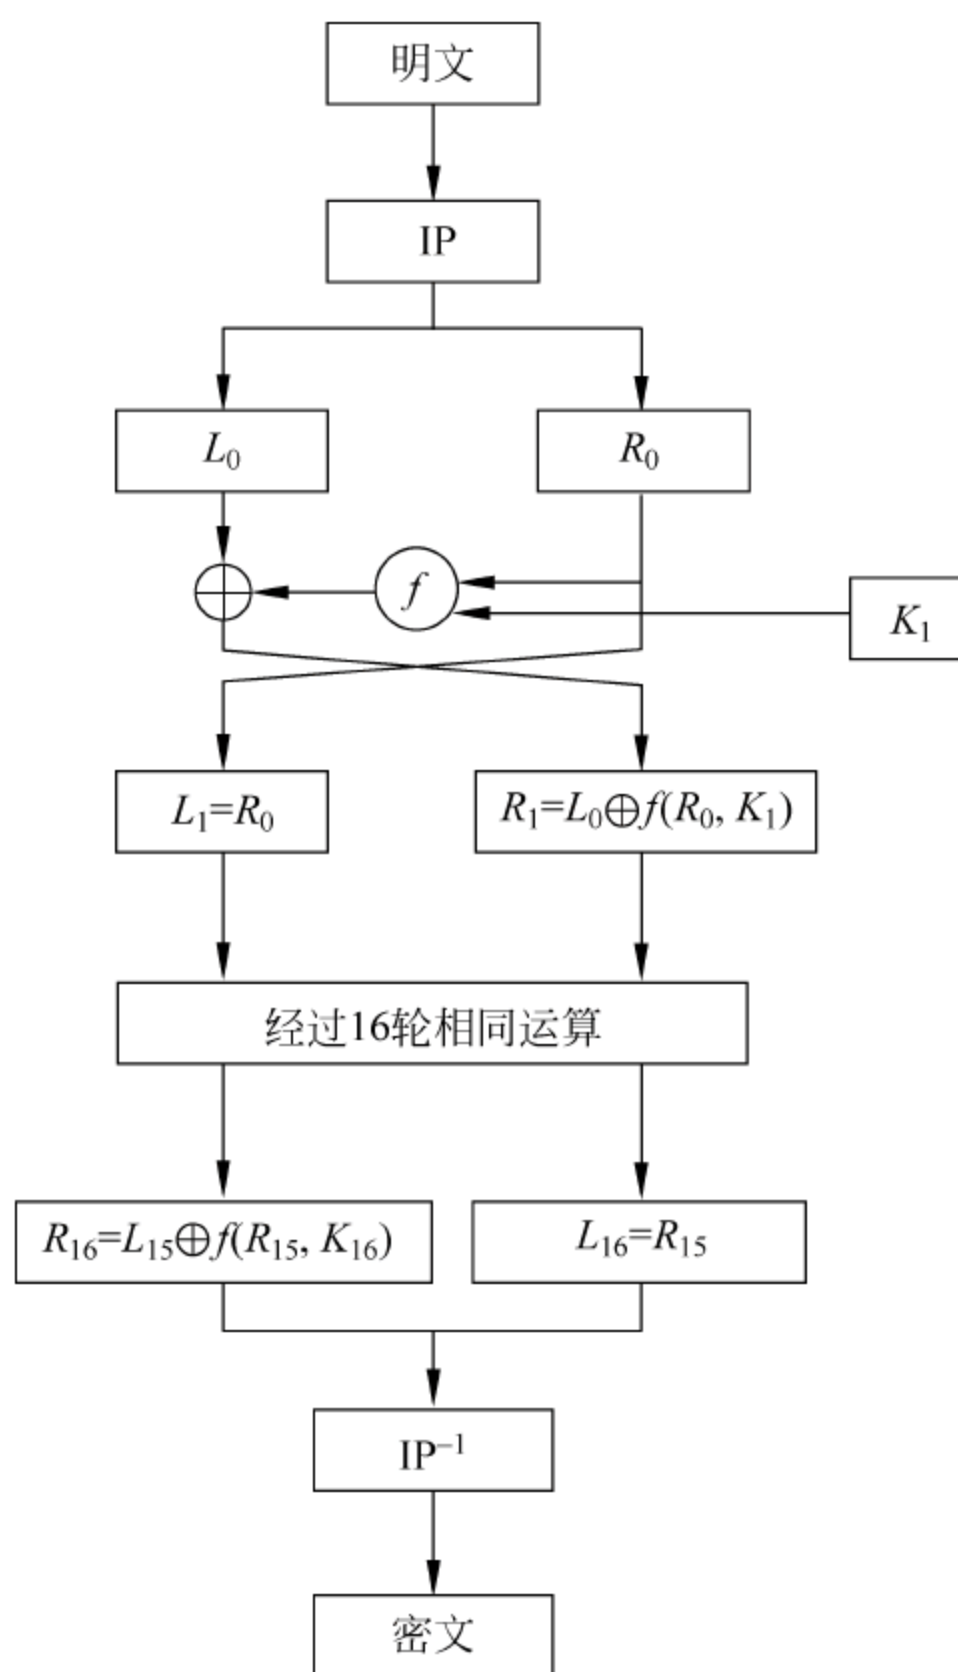 明文
IP
L₀
R₀
f
K₁
L₁=R₀
R₁=L₀⊕f(R₀, K₁)
经过16轮相同运算
R₁₆=L₁₅⊕f(R₁₅, K₁₆)
L₁₆=R₁₅
IP⁻¹
密文